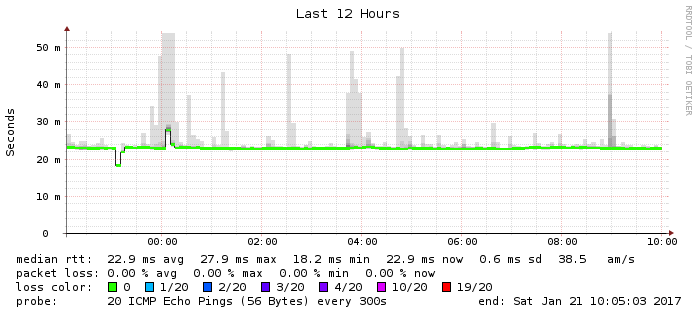 Last 12 Hours
RRDTOOL / TOBI OETIKER
Seconds
50 m
40 m
30 m
20 m
10 m
0
00:00 02:00 04:00 06:00 08:00 10:00
median rtt: 22.9 ms avg 27.9 ms max 18.2 ms min 22.9 ms now 0.6 ms sd 38.5 am/s
packet loss: 0.00 % avg 0.00 % max 0.00 % min 0.00 % now
loss color: 0 1/20 2/20 3/20 4/20 10/20 19/20
probe: 20 ICMP Echo Pings (56 Bytes) every 300s end: Sat Jan 21 10:05:03 2017